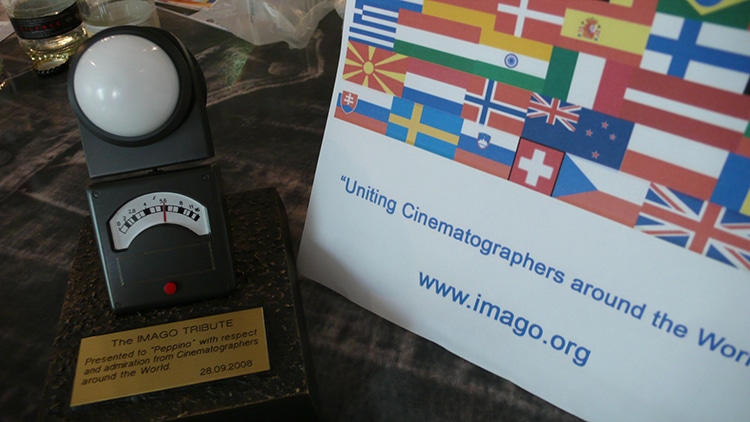 The IMAGO TRIBUTE
Presented to "Peppino" with respect
and admiration from Cinematographers
around the World.
28.09.2008
"Uniting Cinematographers around the World
www.imago.org